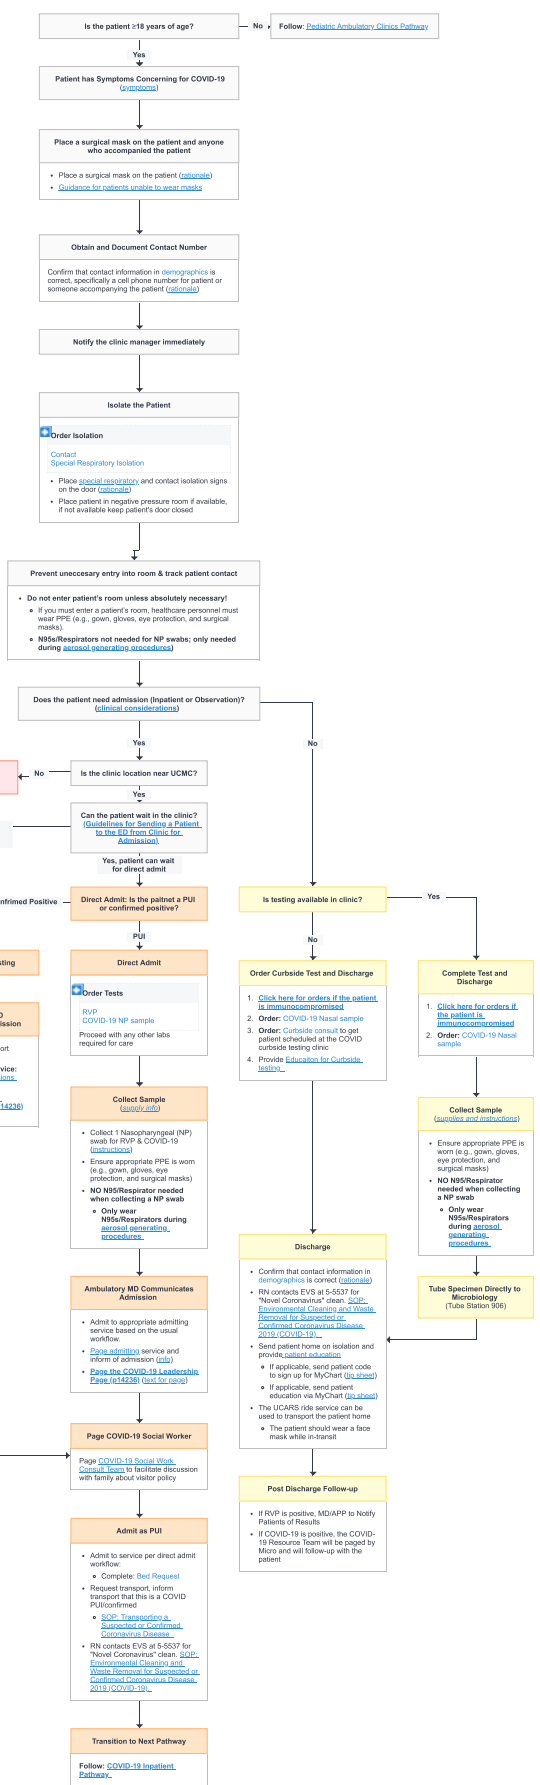 Is the patient ≥18 years of age?
No
Follow: Pediatric Ambulatory Clinics Pathway
Yes
Patient has Symptoms Concerning for COVID-19
(symptoms)
Place a surgical mask on the patient and anyone
who accompanied the patient
• Place a surgical mask on the patient (rationale)
• Guidance for patients unable to wear masks
Obtain and Document Contact Number
Confirm that contact information in demographics is
correct, specifically a cell phone number for patient or
someone accompanying the patient (rationale)
Notify the clinic manager immediately
Isolate the Patient
Order Isolation
Contact
Special Respiratory Isolation
• Place special respiratory and contact isolation signs
on the door (rationale)
• Place patient in negative pressure room if available,
if not available keep patient's door closed
Prevent uneccesary entry into room & track patient contact
• Do not enter patient's room unless absolutely necessary!
If you must enter a patient's room, healthcare personnel must
wear PPE (e.g., gown, gloves, eye protection, and surgical
masks).
N95s/Respirators not needed for NP swabs; only needed
during aerosol generating procedures)
Does the patient need admission (Inpatient or Observation)?
(clinical considerations)
Yes
No
No
Is the clinic location near UCMC?
Yes
Can the patient wait in the clinic?
(Guidelines for Sending a Patient
to the ED from Clinic for
Admission)
Yes, patient can wait
for direct admit
nfrimed Positive
Direct Admit: Is the paitnet a PUI
or confirmed positive?
Is testing available in clinic?
Yes
PUI
No
sting
Direct Admit
Order Tests
RVP
COVID-19 NP sample
Proceed with any other labs
required for care
Order Curbside Test and Discharge
1. Click here for orders if the patient
is immunocompromised
2. Order: COVID-19 Nasal sample
3. Order: Curbside consult to get
patient scheduled at the COVID
curbside testing clinic
4. Provide Educaiton for Curbside
testing
Complete Test and
Discharge
1. Click here for orders if
the patient is
immunocompromised
2. Order: COVID-19 Nasal
sample
D
ission
ort
vice:
ions
14236)
Collect Sample
(supply info)
• Collect 1 Nasopharyngeal (NP)
swab for RVP & COVID-19
(instructions)
• Ensure appropriate PPE is worn
(e.g., gown, gloves, eye
protection, and surgical masks)
• NO N95/Respirator needed
when collecting a NP swab
Only wear
N95s/Respirators during
aerosol generating
procedures
Collect Sample
(supplies and instructions)
• Ensure appropriate PPE is
worn (e.g., gown, gloves,
eye protection, and
surgical masks)
• NO N95/Respirator
needed when collecting
a NP swab
Only wear
N95s/Respirators
during aerosol
generating
procedures
Tube Specimen Directly to
Microbiology
(Tube Station 906)
Discharge
• Confirm that contact information in
demographics is correct (rationale)
• RN contacts EVS at 5-5537 for
"Novel Coronavirus" clean. SOP:
Environmental Cleaning and Waste
Removal for Suspected or
Confirmed Coronavirus Disease
2019 (COVID-19).
• Send patient home on isolation and
provide patient education
If applicable, send patient code
to sign up for MyChart (tip sheet)
If applicable, send patient
education via MyChart (tip sheet)
• The UCARS ride service can be
used to transport the patient home
The patient should wear a face
mask while in-transit
Ambulatory MD Communicates
Admission
• Admit to appropriate admitting
service based on the usual
workflow.
• Page admitting service and
inform of admission (info)
• Page the COVID-19 Leadership
Page (p14236) (text for page)
Page COVID-19 Social Worker
Page COVID-19 Social Work
Consult Team to facilitate discussion
with family about visitor policy
Post Discharge Follow-up
• If RVP is positive, MD/APP to Notify
Patients of Results
• If COVID-19 is positive, the COVID-
19 Resource Team will be paged by
Micro and will follow-up with the
patient
Admit as PUI
• Admit to service per direct admit
workflow:
Complete: Bed Request
• Request transport, inform
transport that this is a COVID
PUI/confirmed
SOP: Transporting a
Suspected or Confirmed
Coronavirus Disease
• RN contacts EVS at 5-5537 for
"Novel Coronavirus" clean. SOP:
Environmental Cleaning and
Waste Removal for Suspected or
Confirmed Coronavirus Disease
2019 (COVID-19).
Transition to Next Pathway
Follow: COVID-19 Inpatient
Pathway